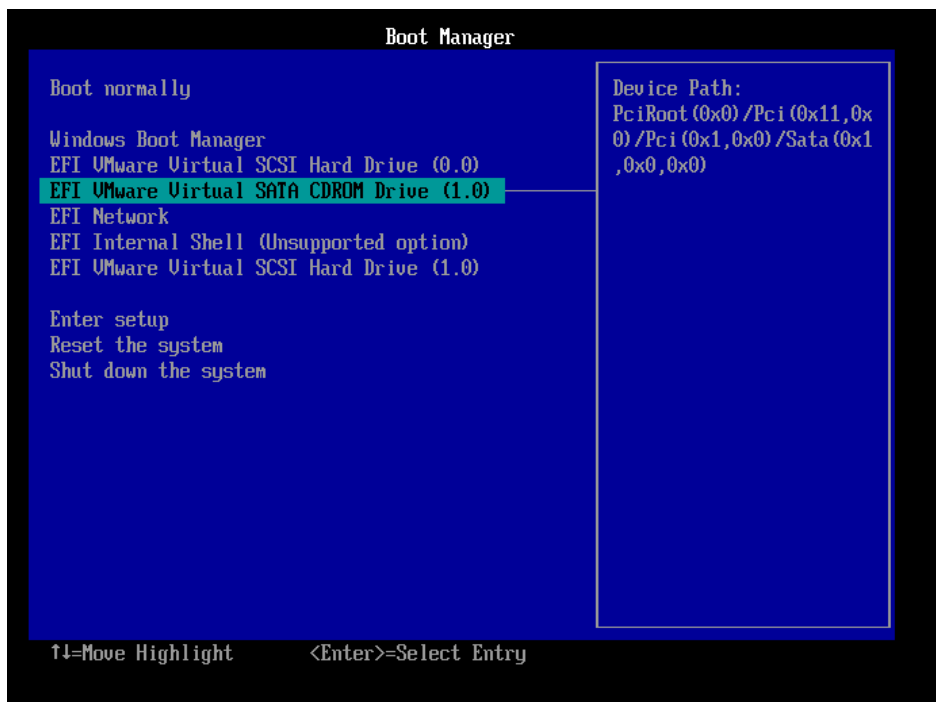 Boot Manager
Boot normally
Windows Boot Manager
EFI VMware Virtual SCSI Hard Drive (0.0)
EFI VMware Virtual SATA CDROM Drive (1.0)
EFI Network
EFI Internal Shell (Unsupported option)
EFI VMware Virtual SCSI Hard Drive (1.0)
Enter setup
Reset the system
Shut down the system
Device Path:
PciRoot(0x0)/Pci(0x11,0x
0)/Pci(0x1,0x0)/Sata(0x1
,0x0,0x0)
↑↓=Move Highlight <Enter>=Select Entry